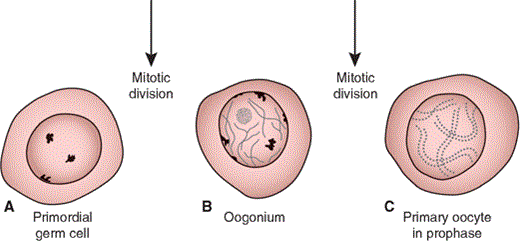 Mitotic
division
Mitotic
division
A
Primordial
germ cell
B
Oogonium
C
Primary oocyte
in prophase